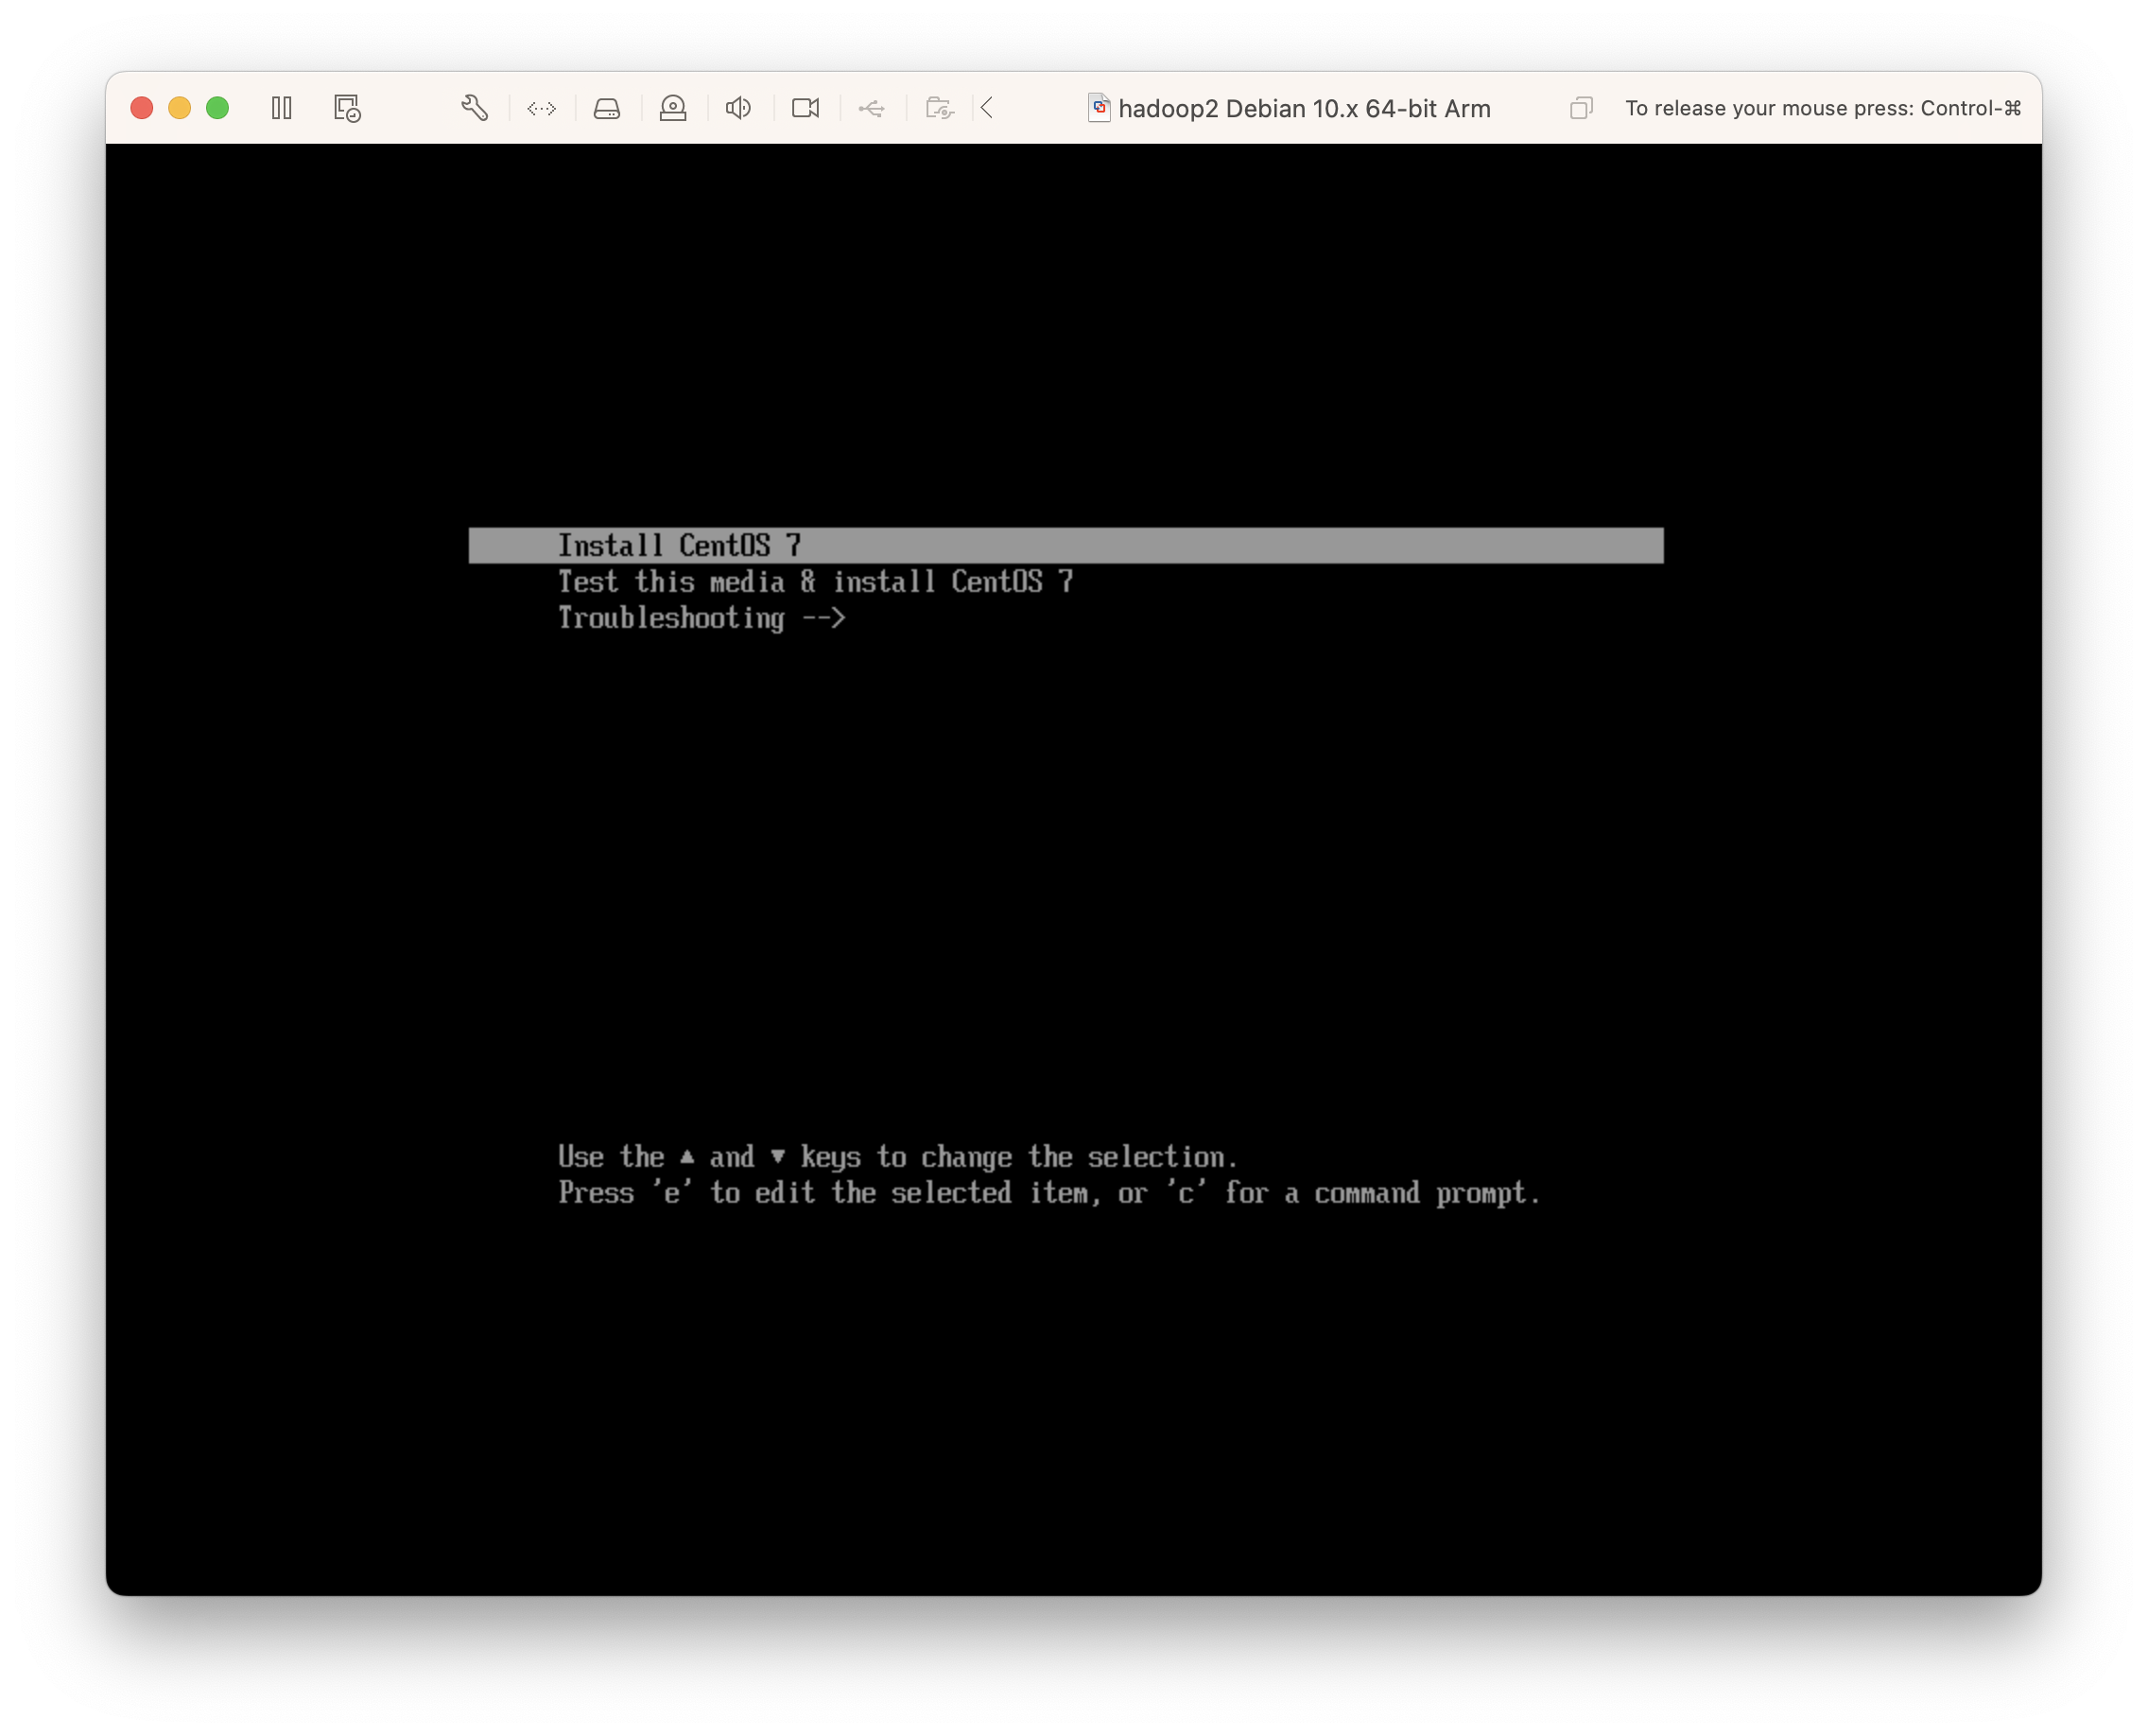 hadoop2 Debian 10.x 64-bit Arm
To release your mouse press: Control-⌘
Install CentOS 7
Test this media & install CentOS 7
Troubleshooting -->
Use the ▲ and ▼ keys to change the selection.
Press 'e' to edit the selected item, or 'c' for a command prompt.